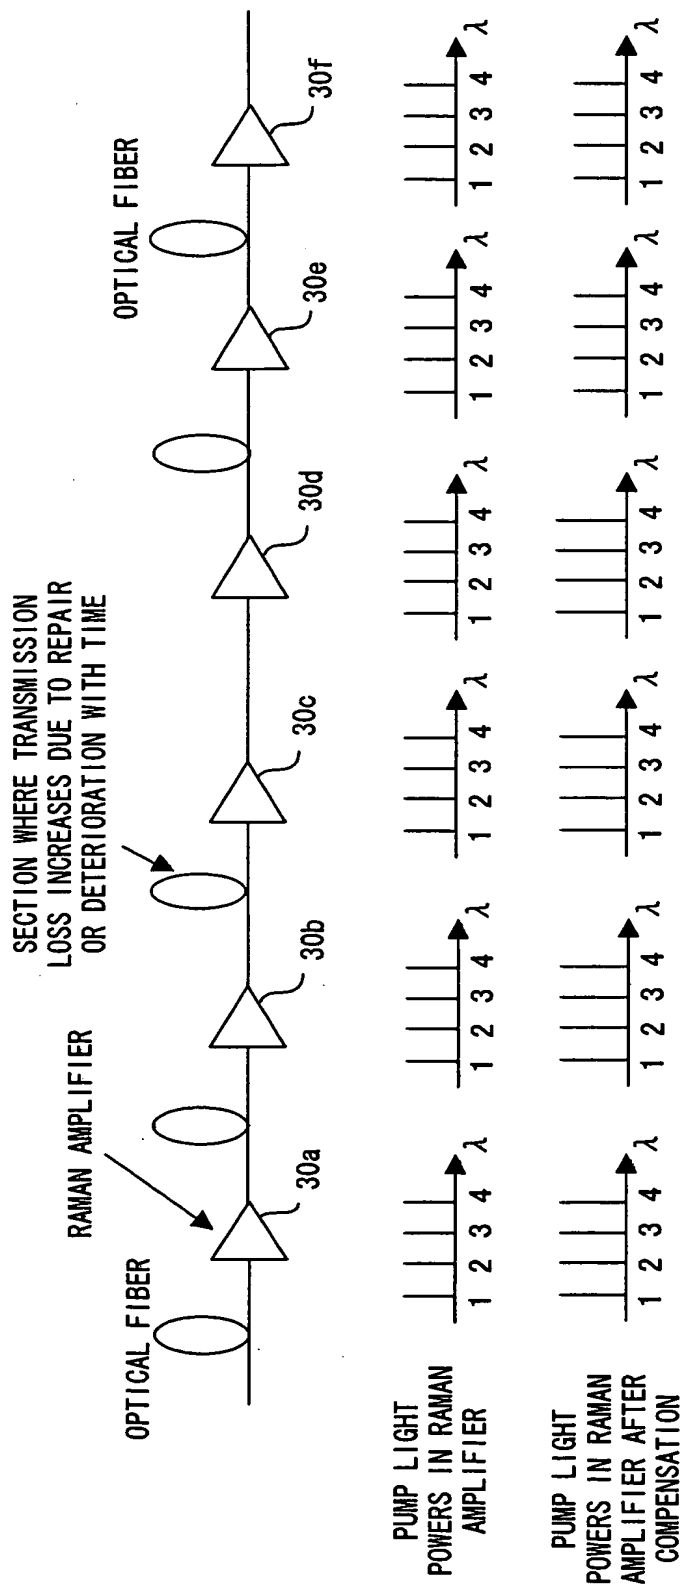 SECTION WHERE TRANSMISSION
LOSS INCREASES DUE TO REPAIR
OR DETERIORATION WITH TIME
RAMAN AMPLIFIER
OPTICAL FIBER
OPTICAL FIBER
30a
30b
30c
30d
30e
30f
PUMP LIGHT
POWERS IN RAMAN
AMPLIFIER
1 2 3 4 λ
1 2 3 4 λ
1 2 3 4 λ
1 2 3 4 λ
1 2 3 4 λ
1 2 3 4 λ
PUMP LIGHT
POWERS IN RAMAN
AMPLIFIER AFTER
COMPENSATION
1 2 3 4 λ
1 2 3 4 λ
1 2 3 4 λ
1 2 3 4 λ
1 2 3 4 λ
1 2 3 4 λ